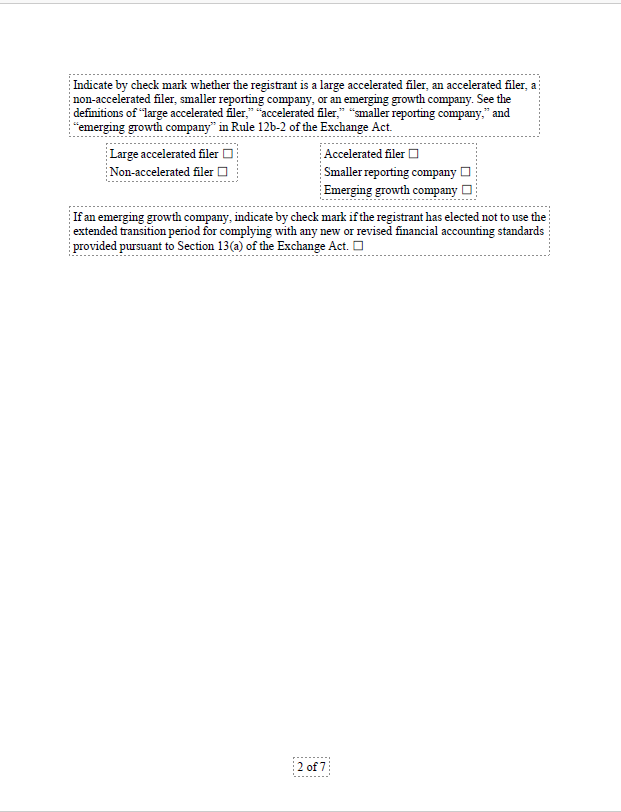 Indicate by check mark whether the registrant is a large accelerated filer, an accelerated filer, a
non-accelerated filer, smaller reporting company, or an emerging growth company. See the
definitions of “large accelerated filer,” “accelerated filer,” “smaller reporting company,” and
“emerging growth company” in Rule 12b-2 of the Exchange Act.
Large accelerated filer ☐
Non-accelerated filer ☐
Accelerated filer ☐
Smaller reporting company ☐
Emerging growth company ☐
If an emerging growth company, indicate by check mark if the registrant has elected not to use the
extended transition period for complying with any new or revised financial accounting standards
provided pursuant to Section 13(a) of the Exchange Act. ☐
2 of 7